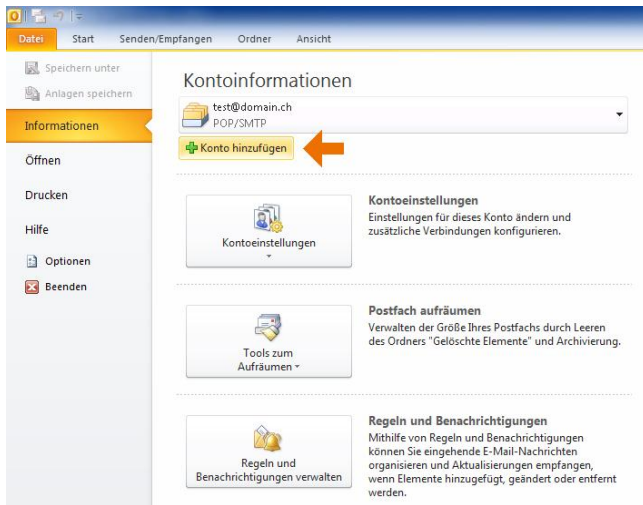 Datei Start Senden/Empfangen Ordner Ansicht
Speichern unter
Anlagen speichern
Informationen
Öffnen
Drucken
Hilfe
Optionen
Beenden
Kontoinformationen
test@domain.ch
POP/SMTP
Konto hinzufügen
Kontoeinstellungen
Kontoeinstellungen
Einstellungen für dieses Konto ändern und
zusätzliche Verbindungen konfigurieren.
Tools zum
Aufräumen
Postfach aufräumen
Verwalten der Größe Ihres Postfachs durch Leeren
des Ordners "Gelöschte Elemente" und Archivierung.
Regeln und
Benachrichtigungen verwalten
Regeln und Benachrichtigungen
Mithilfe von Regeln und Benachrichtigungen
können Sie eingehende E-Mail-Nachrichten
organisieren und Aktualisierungen empfangen,
wenn Elemente hinzugefügt, geändert oder entfernt
werden.